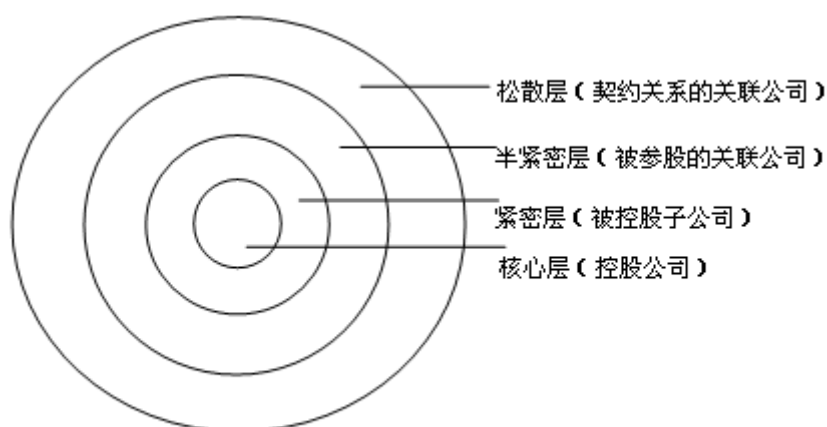 松散层（契约关系的关联公司）
半紧密层（被参股的关联公司）
紧密层（被控股子公司）
核心层（控股公司）